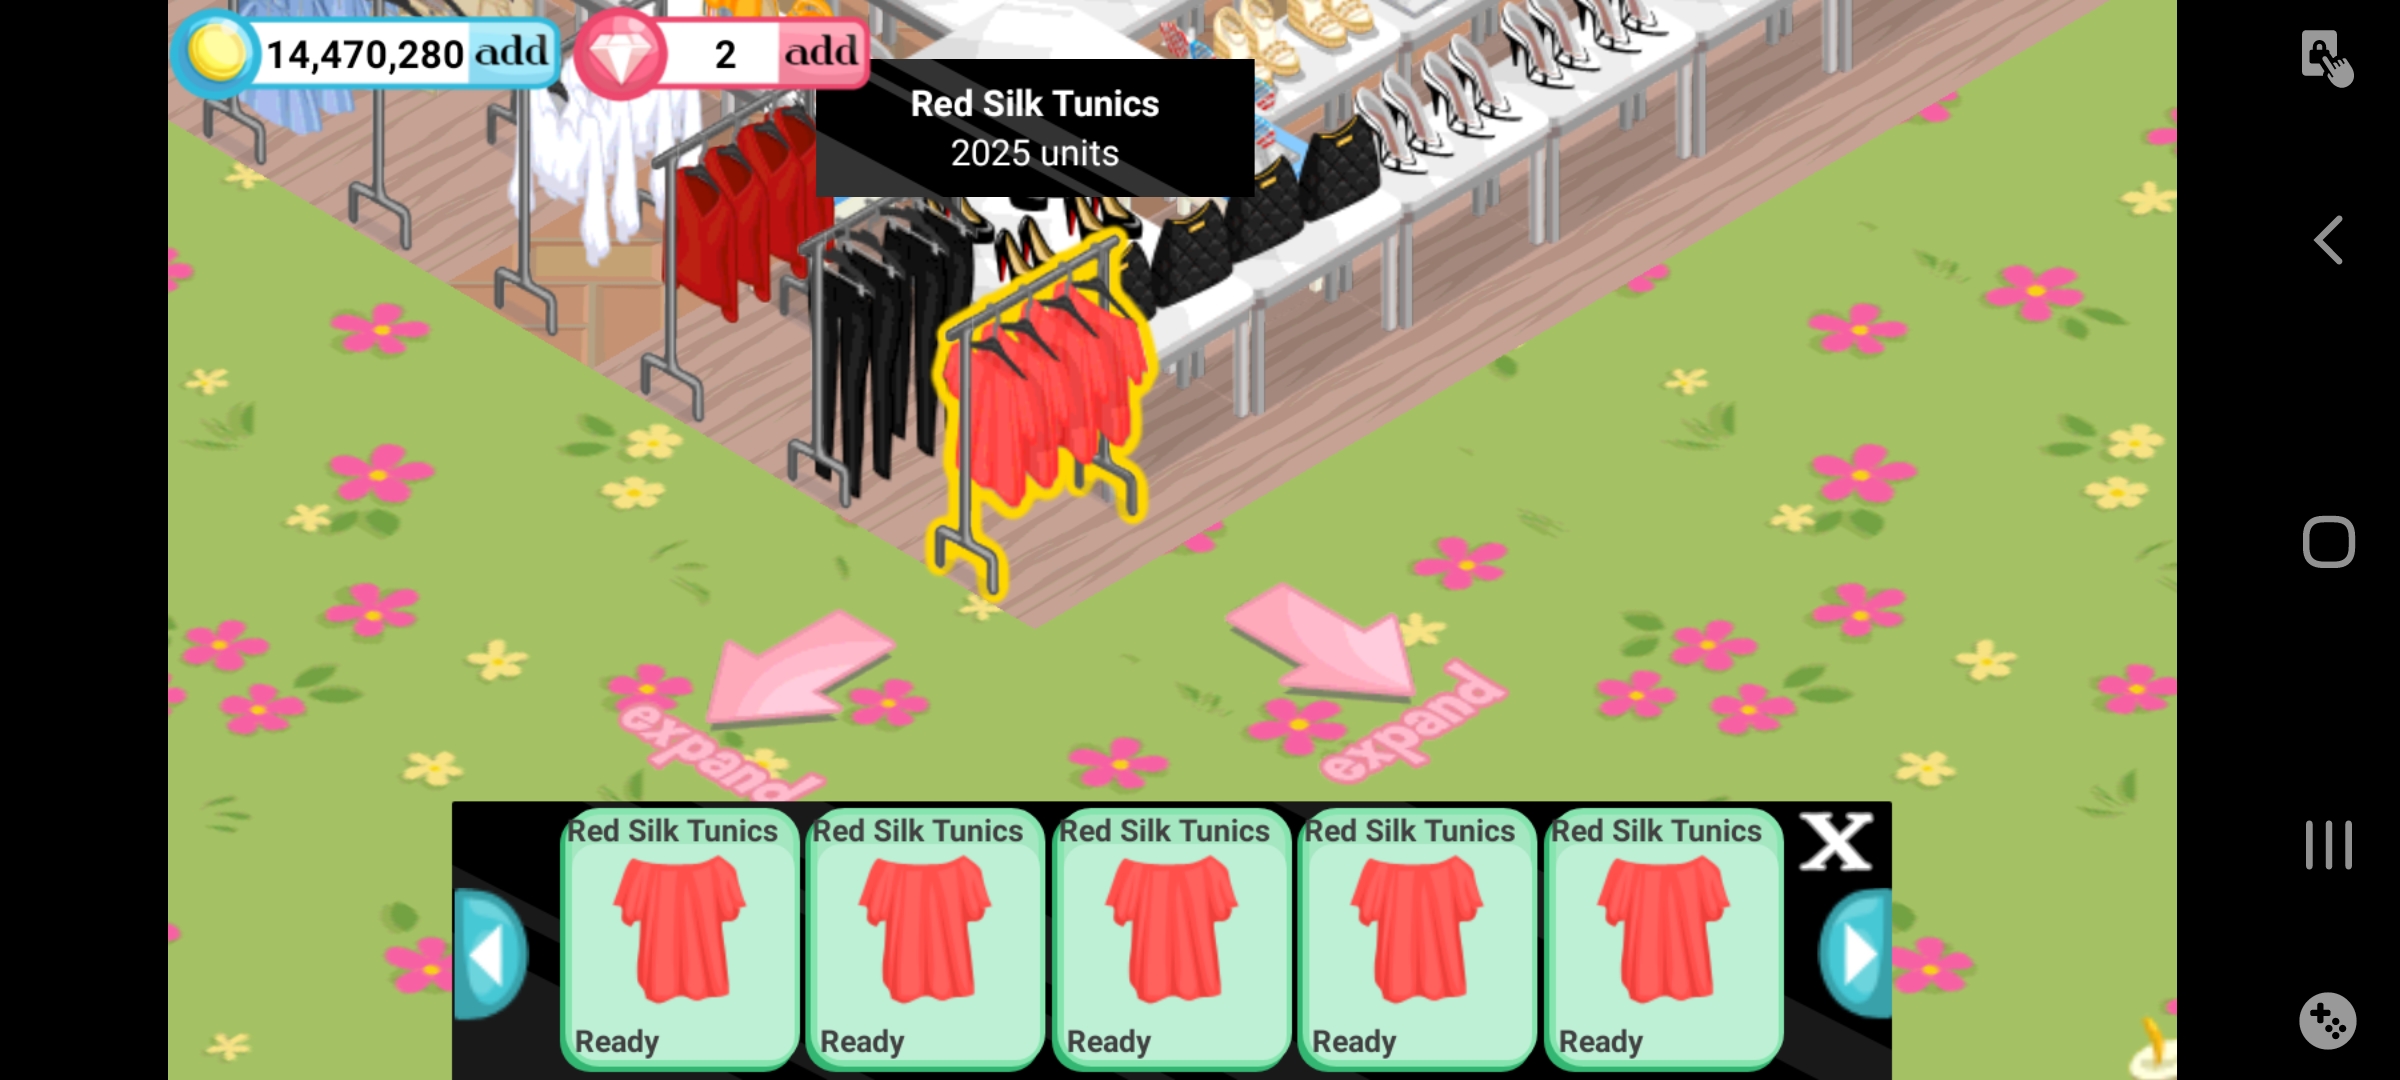 14,470,280 add
2 add
Red Silk Tunics
2025 units
expand
expand
Red Silk Tunics
Ready
Red Silk Tunics
Ready
Red Silk Tunics
Ready
Red Silk Tunics
Ready
Red Silk Tunics
Ready
X